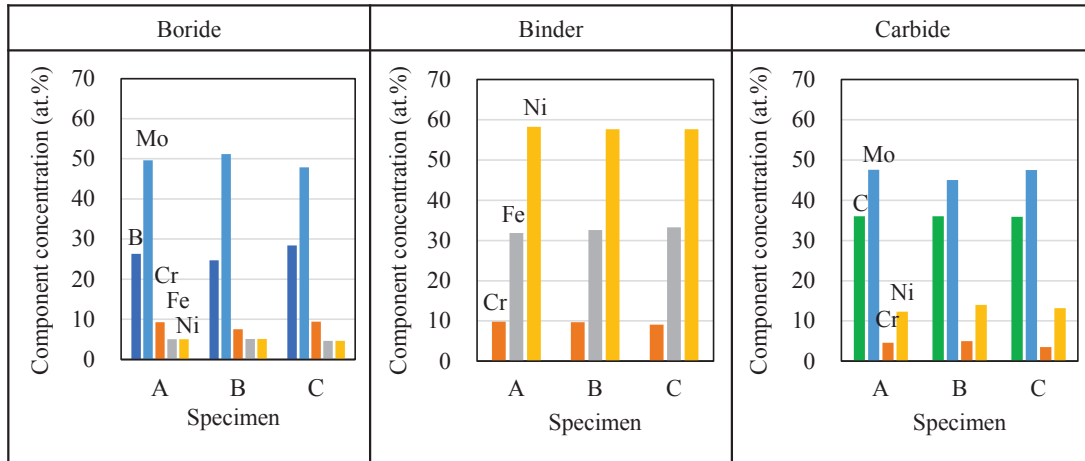 Boride
Binder
Carbide
Component concentration (at.%)
70
60
50
40
30
20
10
0
Mo
B
Cr
Fe
Ni
A B C
Specimen
Component concentration (at.%)
70
60
50
40
30
20
10
0
Ni
Fe
Cr
A B C
Specimen
Component concentration (at.%)
70
60
50
40
30
20
10
0
Mo
C
Ni
Cr
A B C
Specimen